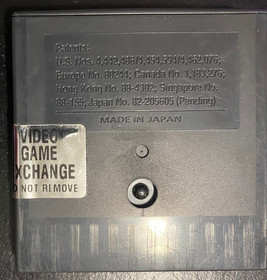 Patents:
U.S. Nos. 4,442,486/4,454,594/4,462,076;
Europe No. 80244; Canada No. 1,183,276;
Hong Kong No. 88-4302; Singapore No.
88-155; Japan No. 82-205605 (Pending)
MADE IN JAPAN
VIDEO
GAME
XCHANGE
O NOT REMOVE